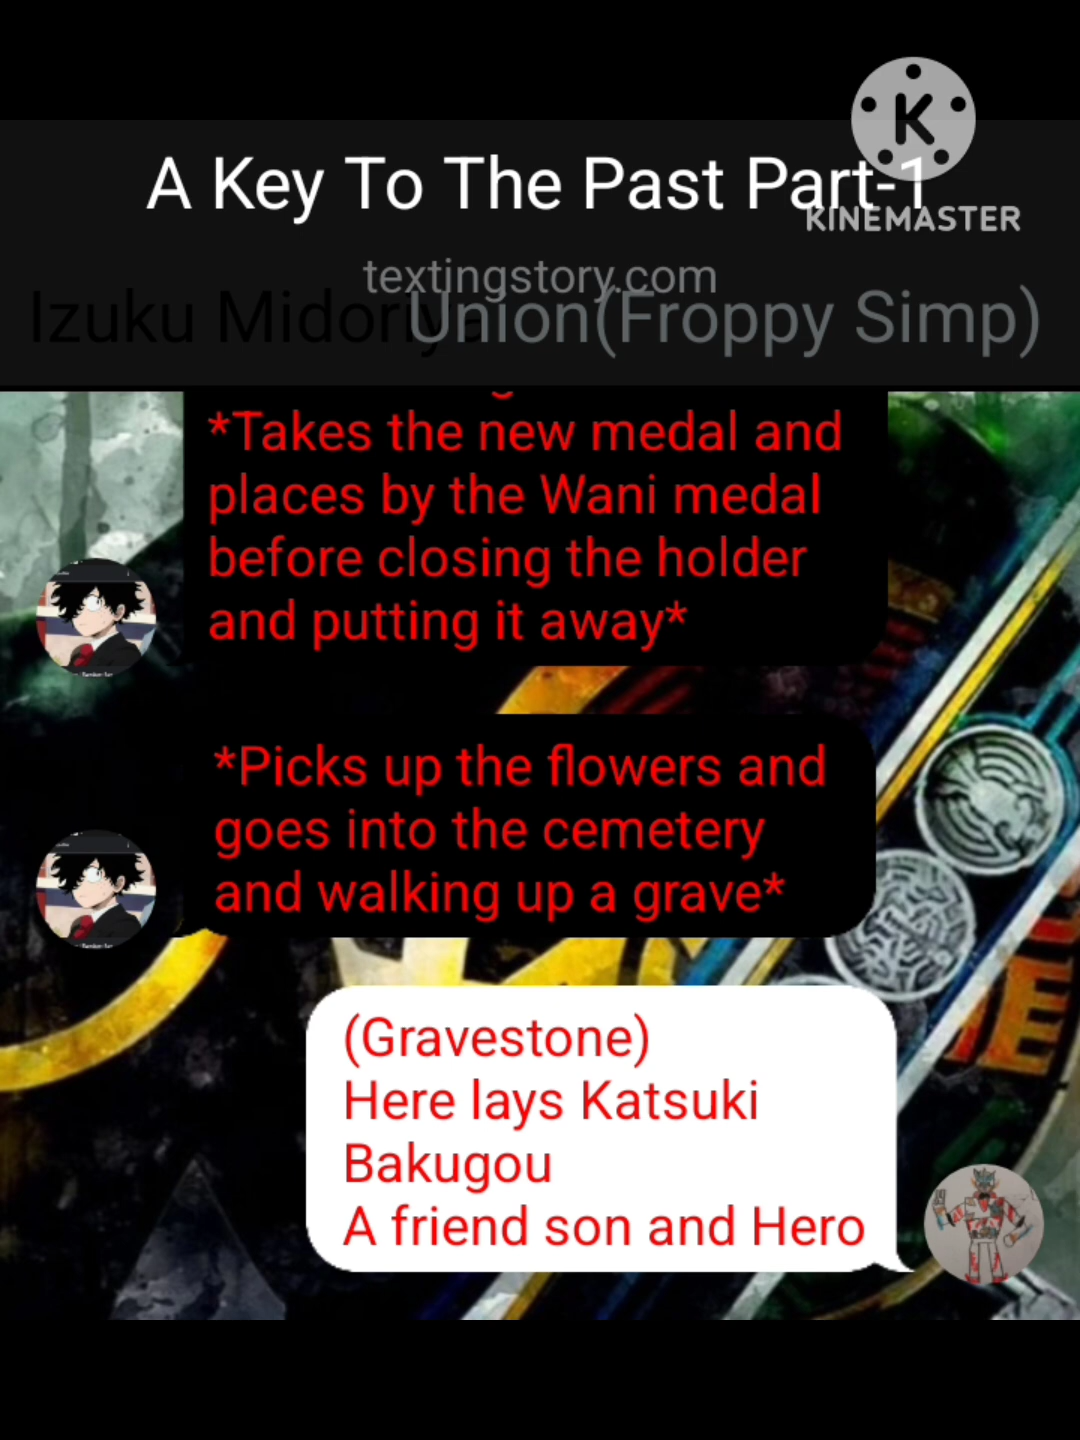 A Key To The Past Part-1
KINEMASTER
textingstory.com
Izuku Midoriya
Union(Froppy Simp)
*Takes the new medal and
places by the Wani medal
before closing the holder
and putting it away*
*Picks up the flowers and
goes into the cemetery
and walking up a grave*
(Gravestone)
Here lays Katsuki
Bakugou
A friend son and Hero